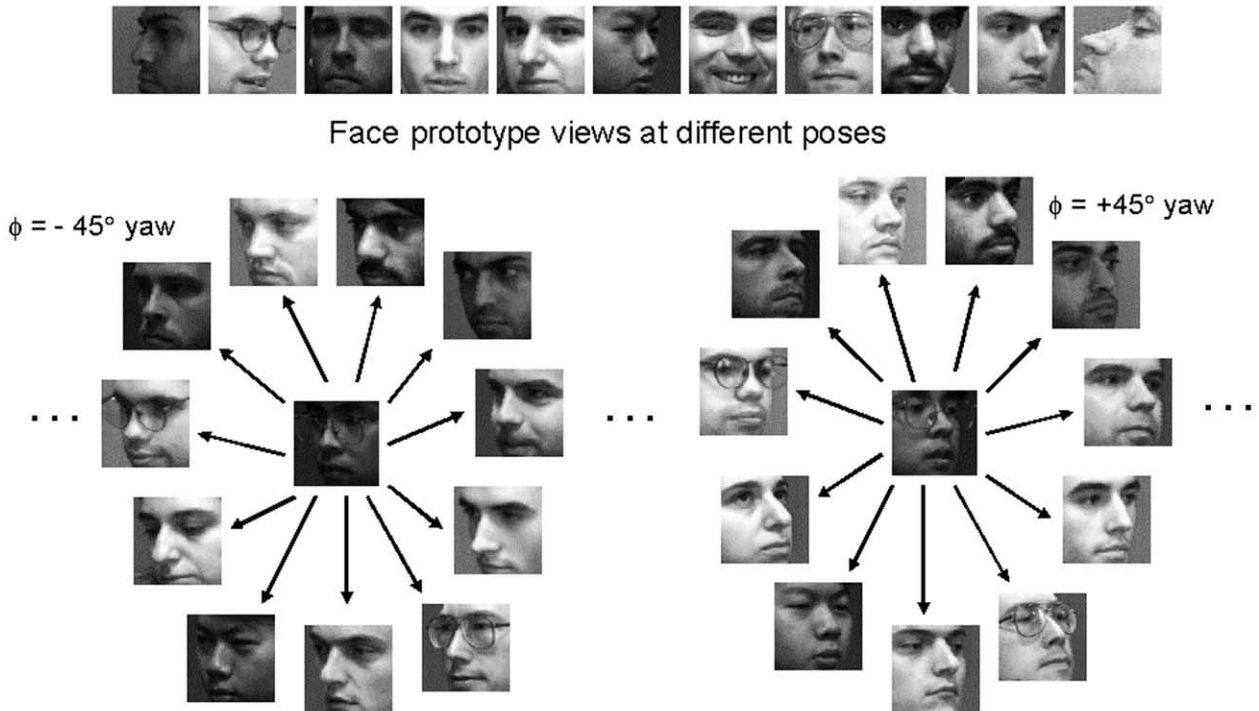 Face prototype views at different poses
ϕ = - 45° yaw
ϕ = +45° yaw
... ... ...